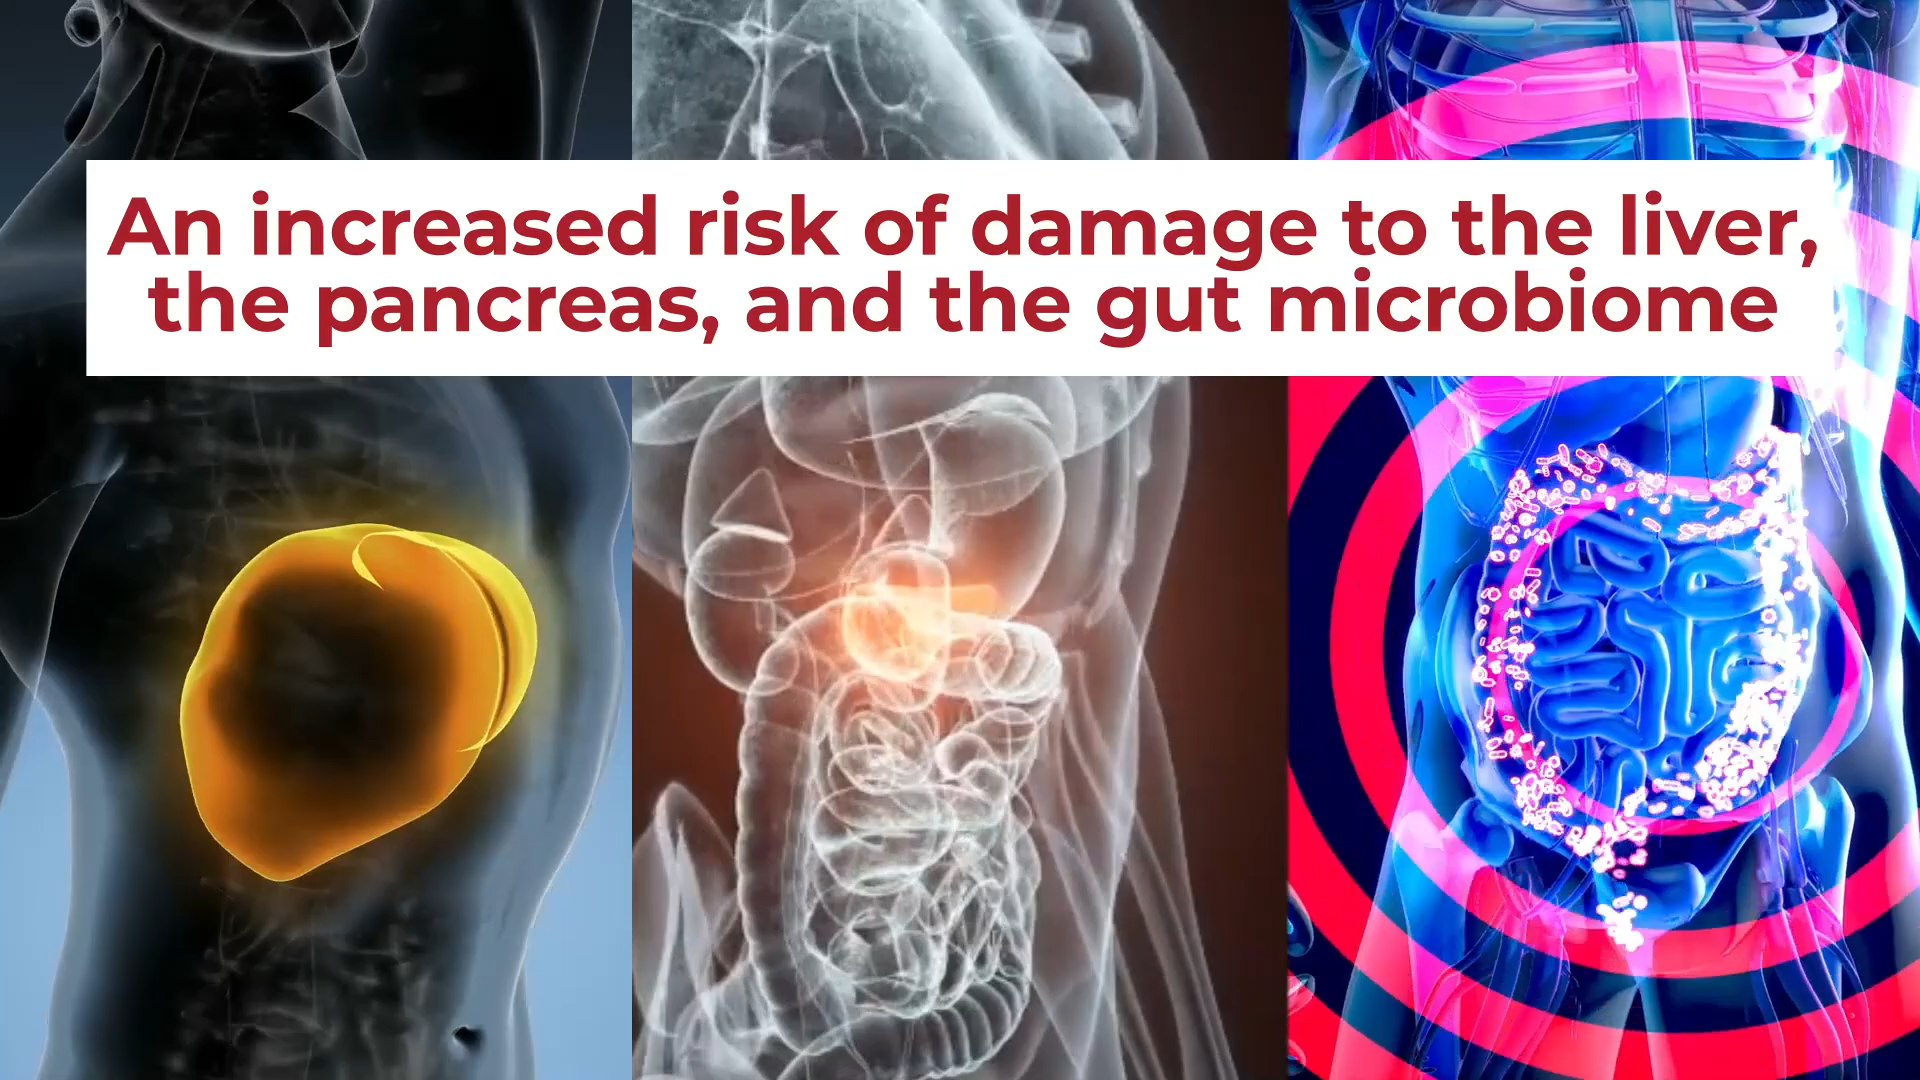 An increased risk of damage to the liver,
the pancreas, and the gut microbiome